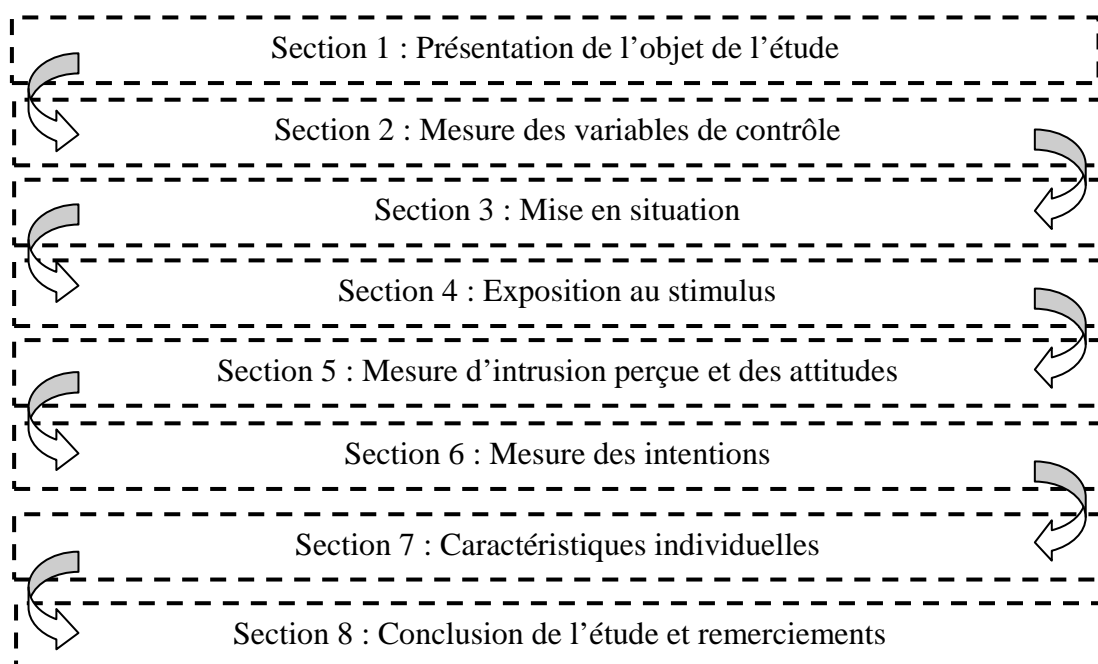 Section 1 : Présentation de l’objet de l’étude
Section 2 : Mesure des variables de contrôle
Section 3 : Mise en situation
Section 4 : Exposition au stimulus
Section 5 : Mesure d’intrusion perçue et des attitudes
Section 6 : Mesure des intentions
Section 7 : Caractéristiques individuelles
Section 8 : Conclusion de l’étude et remerciements